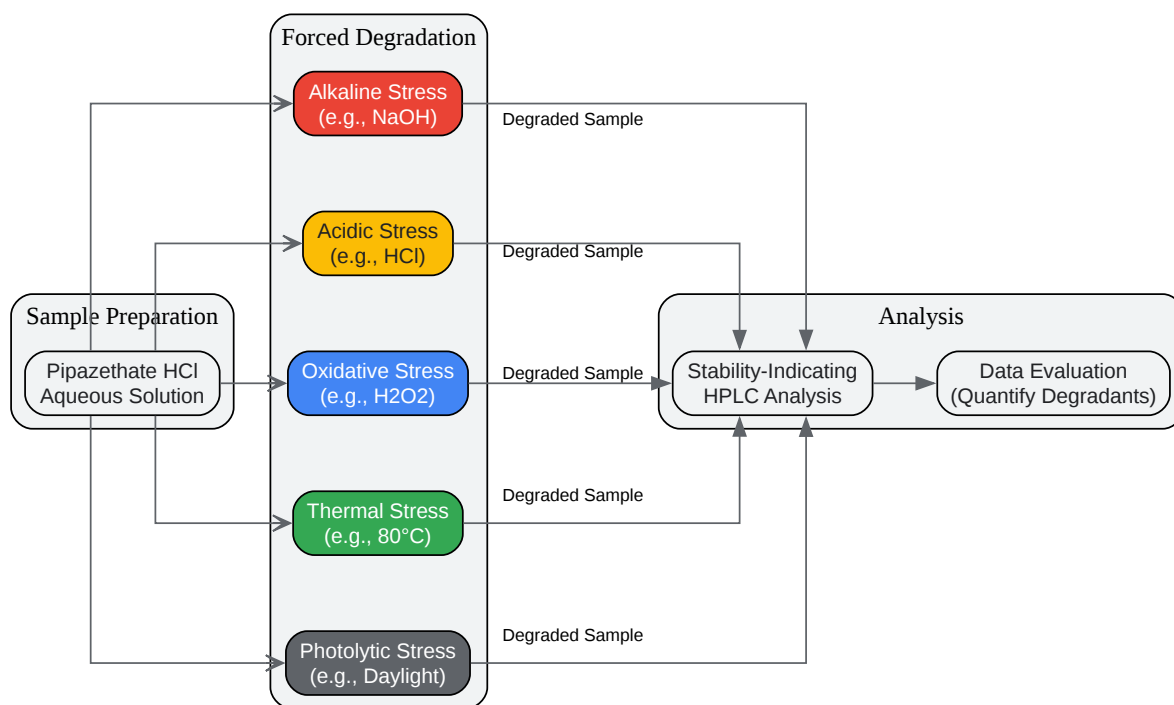 Forced Degradation
Alkaline Stress
(e.g., NaOH)
Degraded Sample
Acidic Stress
(e.g., HCl)
Degraded Sample
Sample Preparation
Pipazethate HCl
Aqueous Solution
Oxidative Stress
(e.g., H2O2)
Degraded Sample
Analysis
Stability-Indicating
HPLC Analysis
Data Evaluation
(Quantify Degradants)
Thermal Stress
(e.g., 80°C)
Degraded Sample
Photolytic Stress
(e.g., Daylight)
Degraded Sample